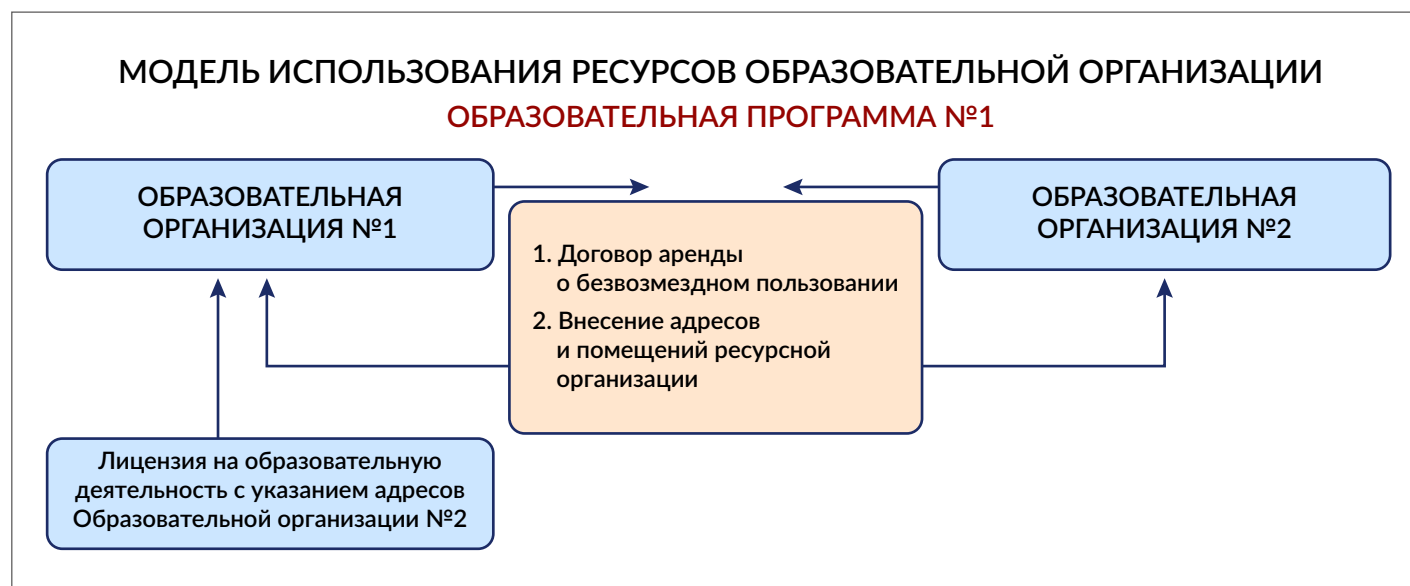 МОДЕЛЬ ИСПОЛЬЗОВАНИЯ РЕСУРСОВ ОБРАЗОВАТЕЛЬНОЙ ОРГАНИЗАЦИИ
ОБРАЗОВАТЕЛЬНАЯ ПРОГРАММА №1
ОБРАЗОВАТЕЛЬНАЯ
ОРГАНИЗАЦИЯ №1
1. Договор аренды
о безвозмездном пользовании
2. Внесение адресов
и помещений ресурсной
организации
ОБРАЗОВАТЕЛЬНАЯ
ОРГАНИЗАЦИЯ №2
Лицензия на образовательную
деятельность с указанием адресов
Образовательной организации №2